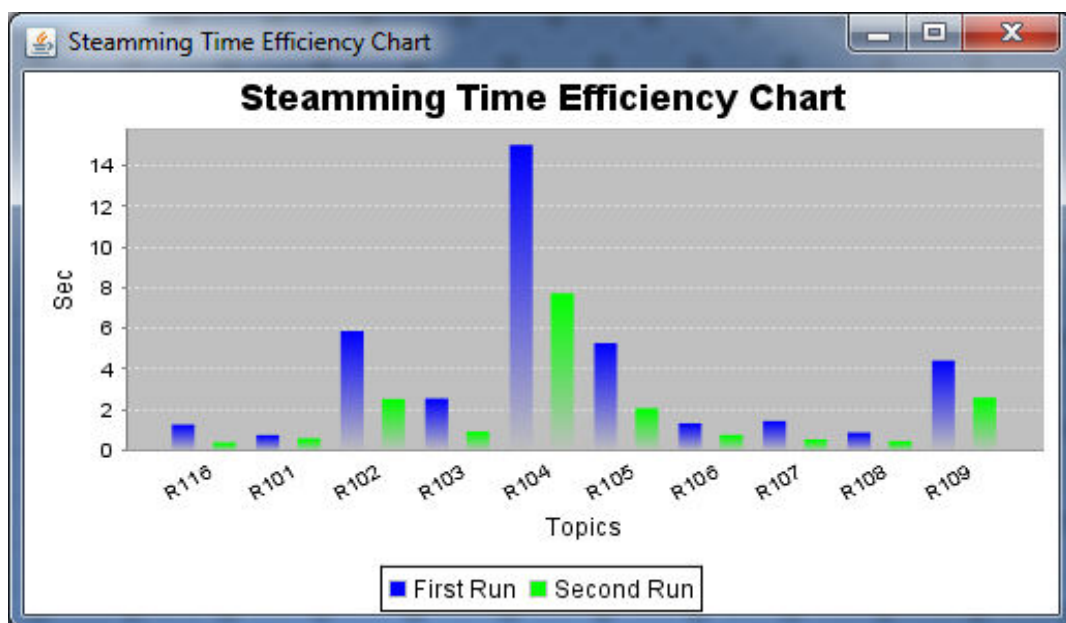 Steamming Time Efficiency Chart
Steamming Time Efficiency Chart
14
12
10
8
6
4
2
0
Sec
R116 R101 R102 R103 R104 R105 R106 R107 R108 R109
Topics
First Run Second Run